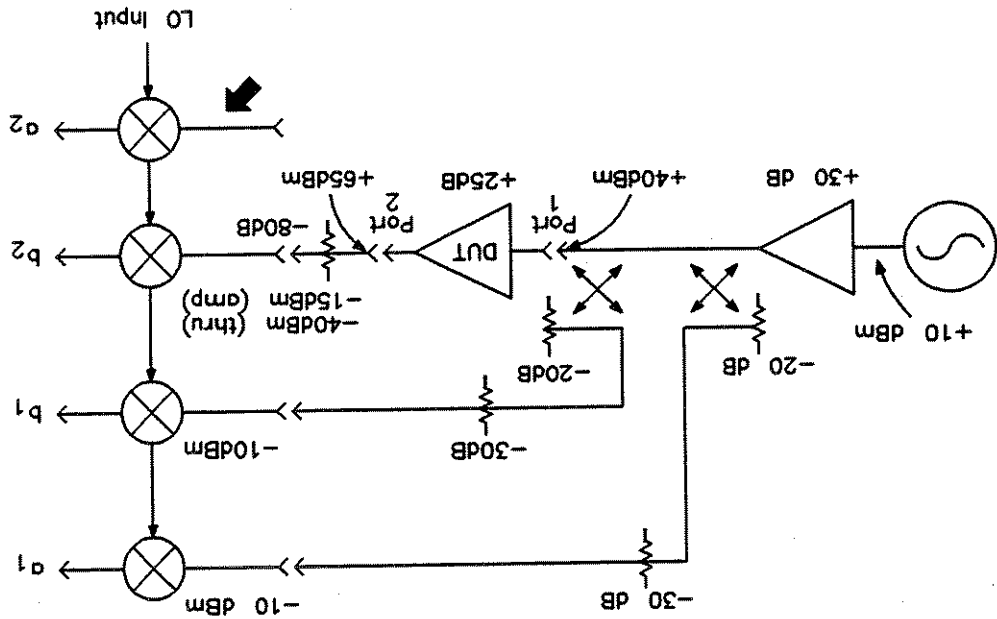 -30 dB
-10 dBm
a1
-30dB
-10dBm
b1
-20 dB
-20dB
+10 dBm
-40dBm (thru)
-15dBm (amp)
b2
DUT
-80dB
Port 1
Port 2
+30 dB
+40dBm
+25dB
+65dBm
a2
LO Input